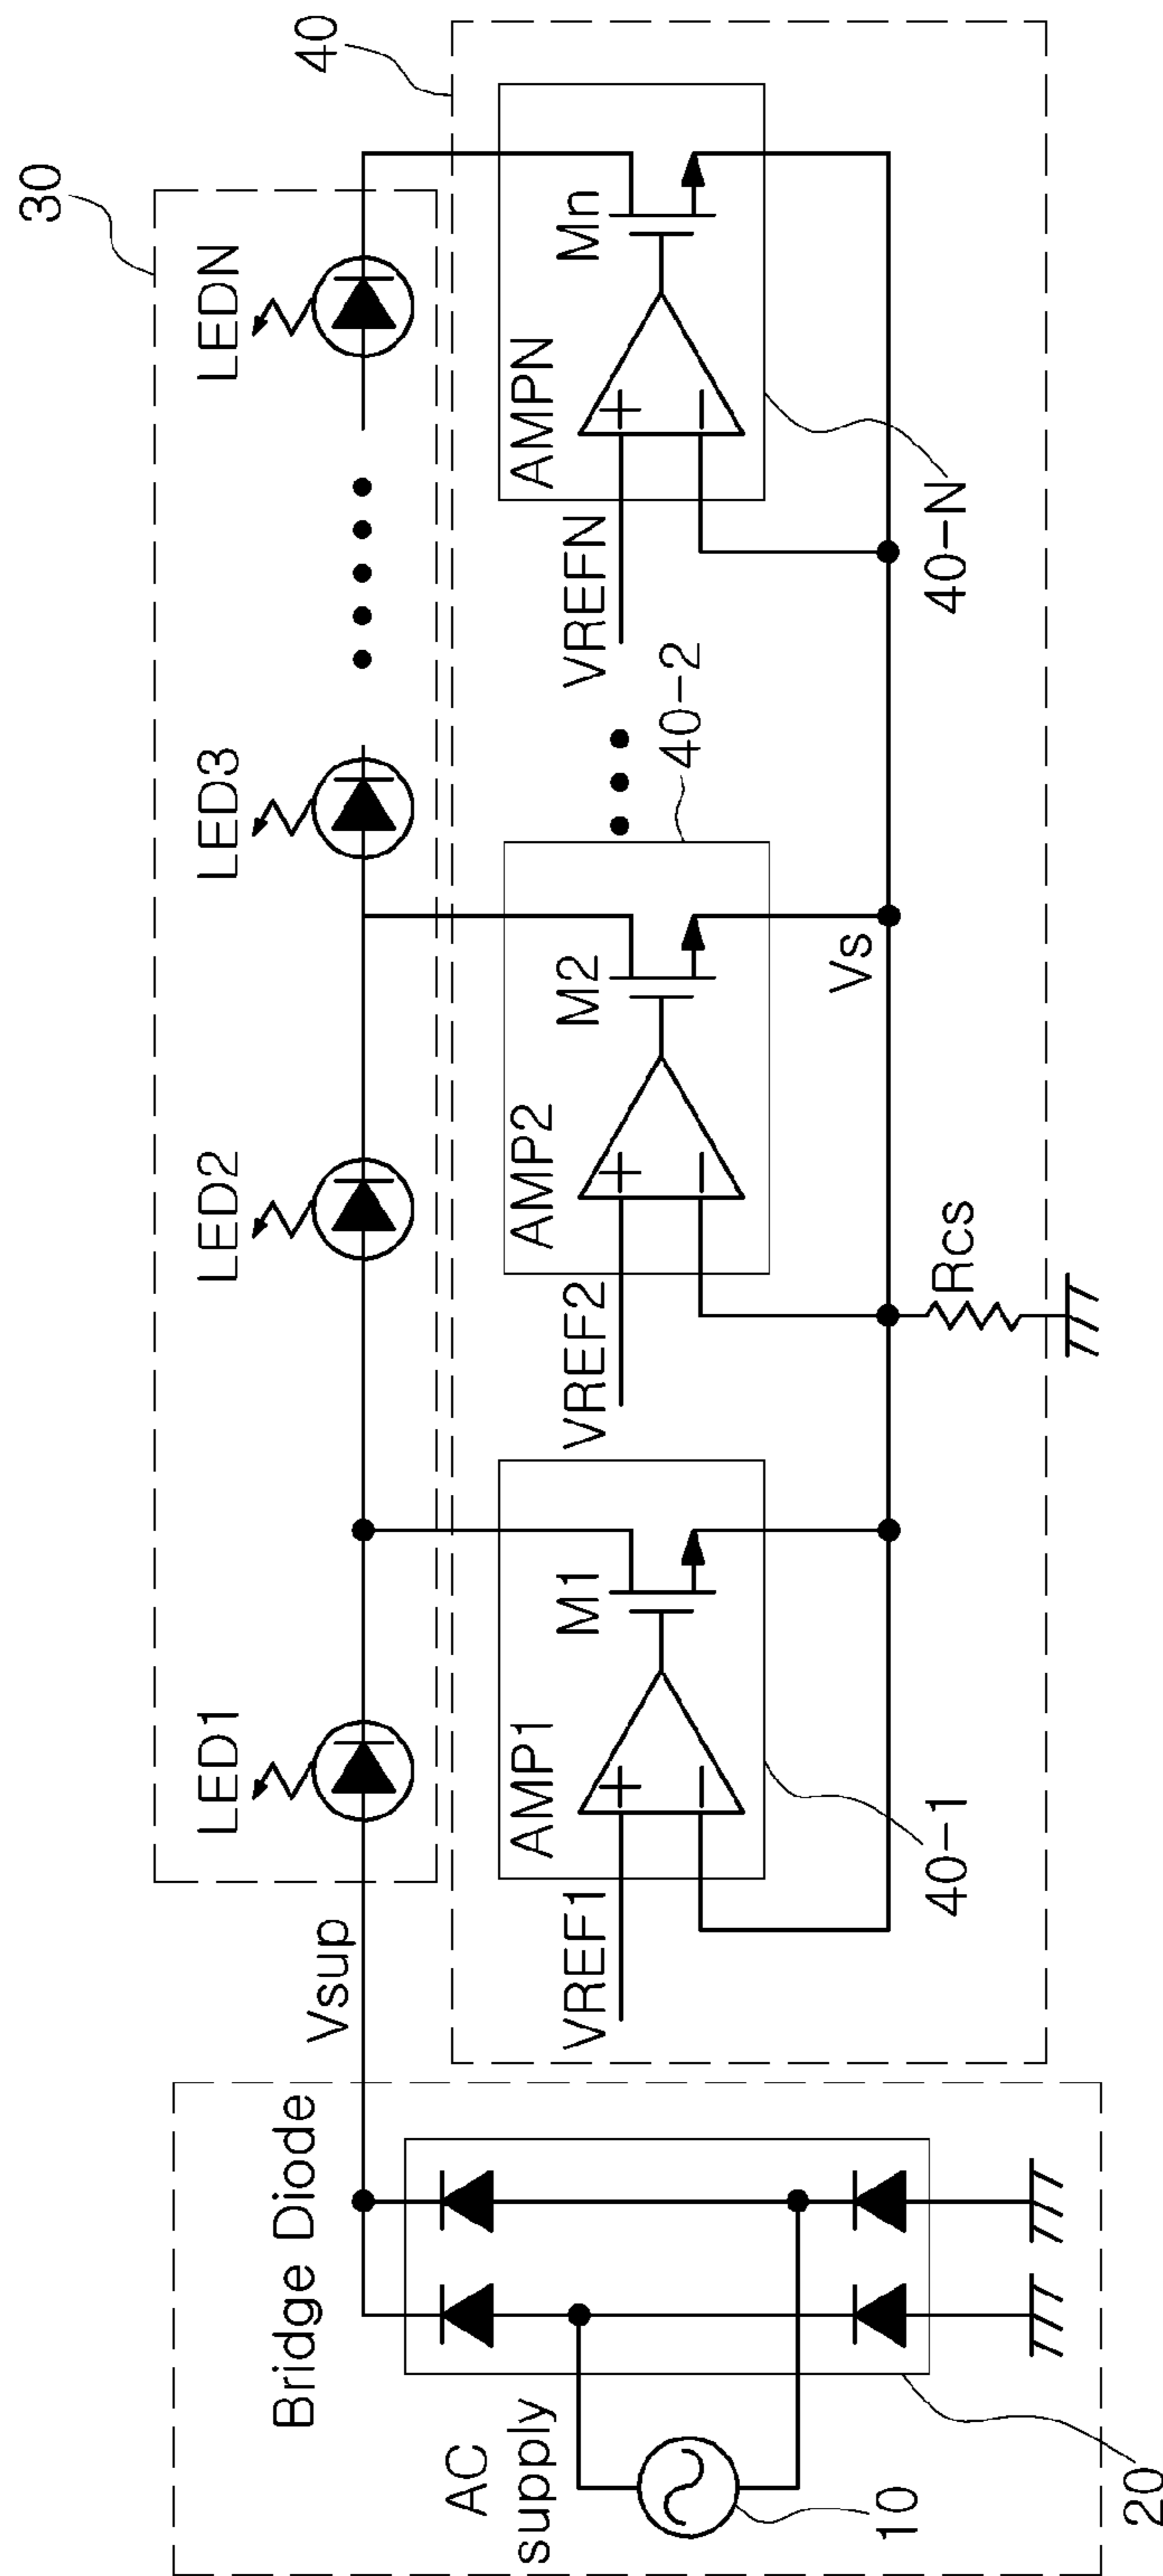 30
40
LED1
LED2
LED3
LEDN
Vsup
Bridge Diode
AC
supply
10
20
AMP1
M1
VREF1
40-1
AMP2
M2
VREF2
40-2
AMPN
Mn
VREFN
40-N
Vs
Rcs